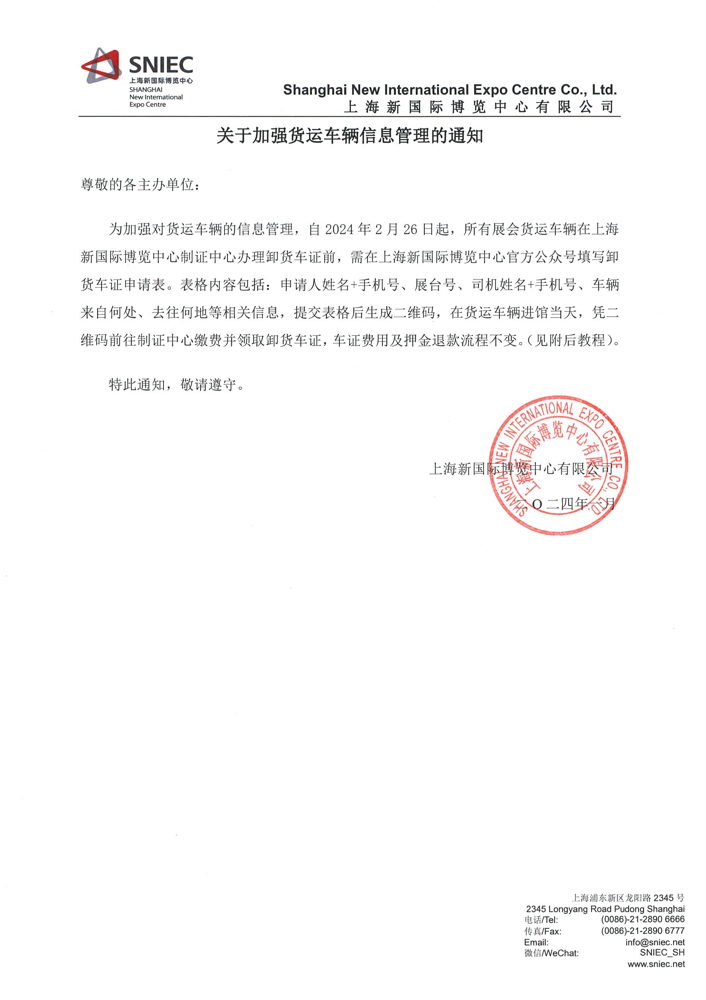 SNIEC
上海新国际博览中心
SHANGHAI
New International
Expo Centre
Shanghai New International Expo Centre Co., Ltd.
上海新国际博览中心有限公司
关于加强货运车辆信息管理的通知
尊敬的各主办单位：
为加强对货运车辆的信息管理，自 2024 年 2 月 26 日起，所有展会货运车辆在上海
新国际博览中心制证中心办理卸货车证前，需在上海新国际博览中心官方公众号填写卸
货车证申请表。表格内容包括：申请人姓名+手机号、展台号、司机姓名+手机号、车辆
来自何处、去往何地等相关信息，提交表格后生成二维码，在货运车辆进馆当天，凭二
维码前往制证中心缴费并领取卸货车证，车证费用及押金退款流程不变。（见附后教程）。
特此通知，敬请遵守。
上海新国际博览中心有限公司
二 O 二四年一月
SHANGHAI NEW INTERNATIONAL EXPO CENTRE CO., LTD.
上海新国际博览中心有限公司
上海浦东新区龙阳路 2345 号
2345 Longyang Road Pudong Shanghai
电话/Tel: (0086)-21-2890 6666
传真/Fax: (0086)-21-2890 6777
Email: info@sniec.net
微信/WeChat: SNIEC_SH
www.sniec.net